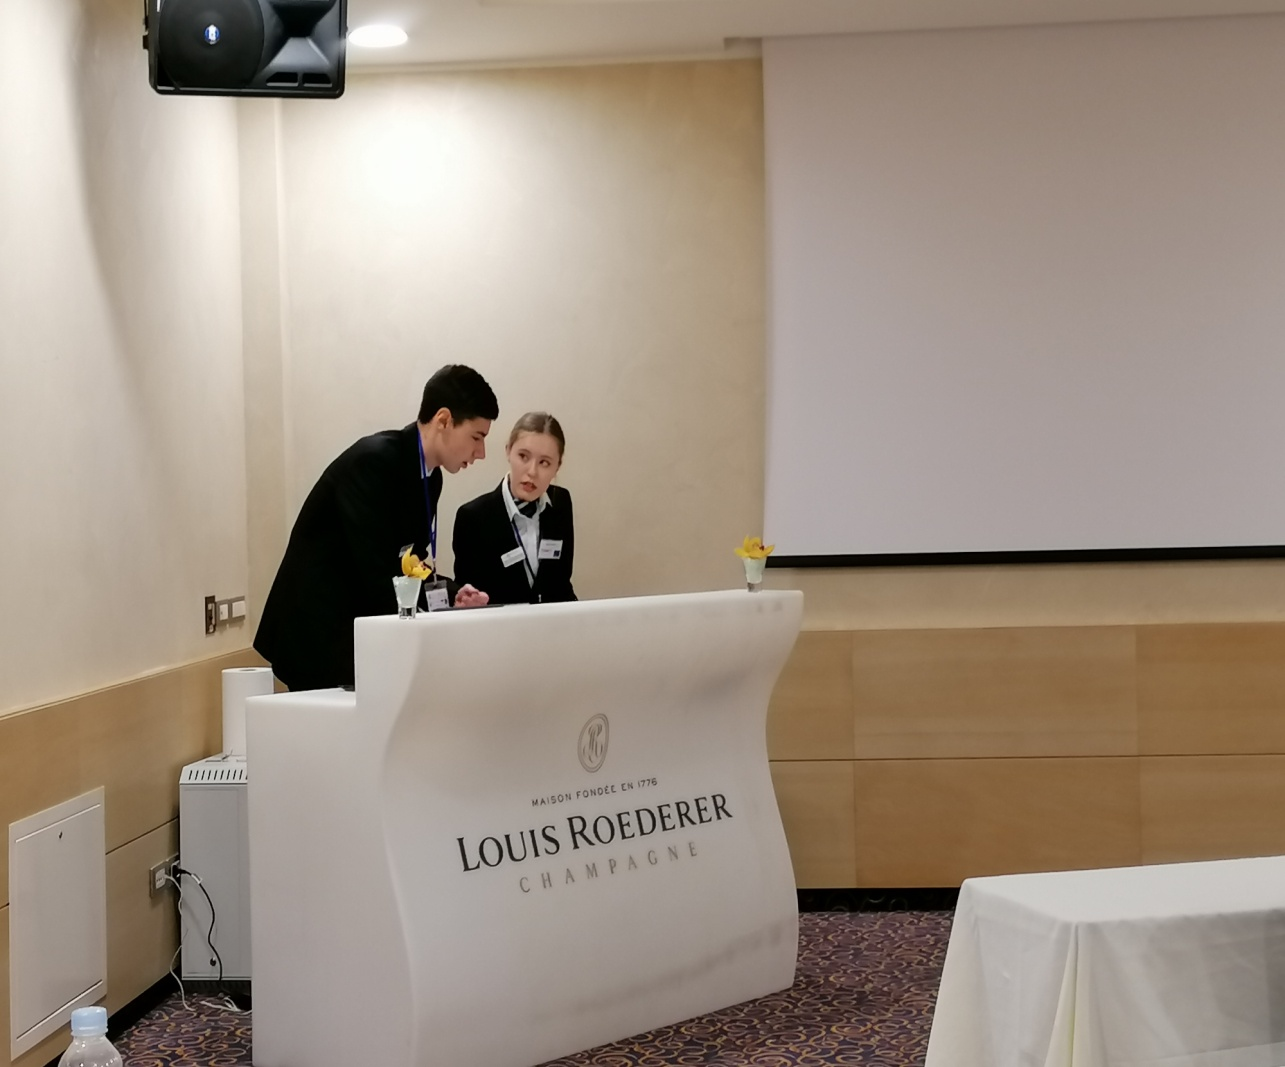 MAISON FONDÉE EN 1776
LOUIS ROEDERER
CHAMPAGNE